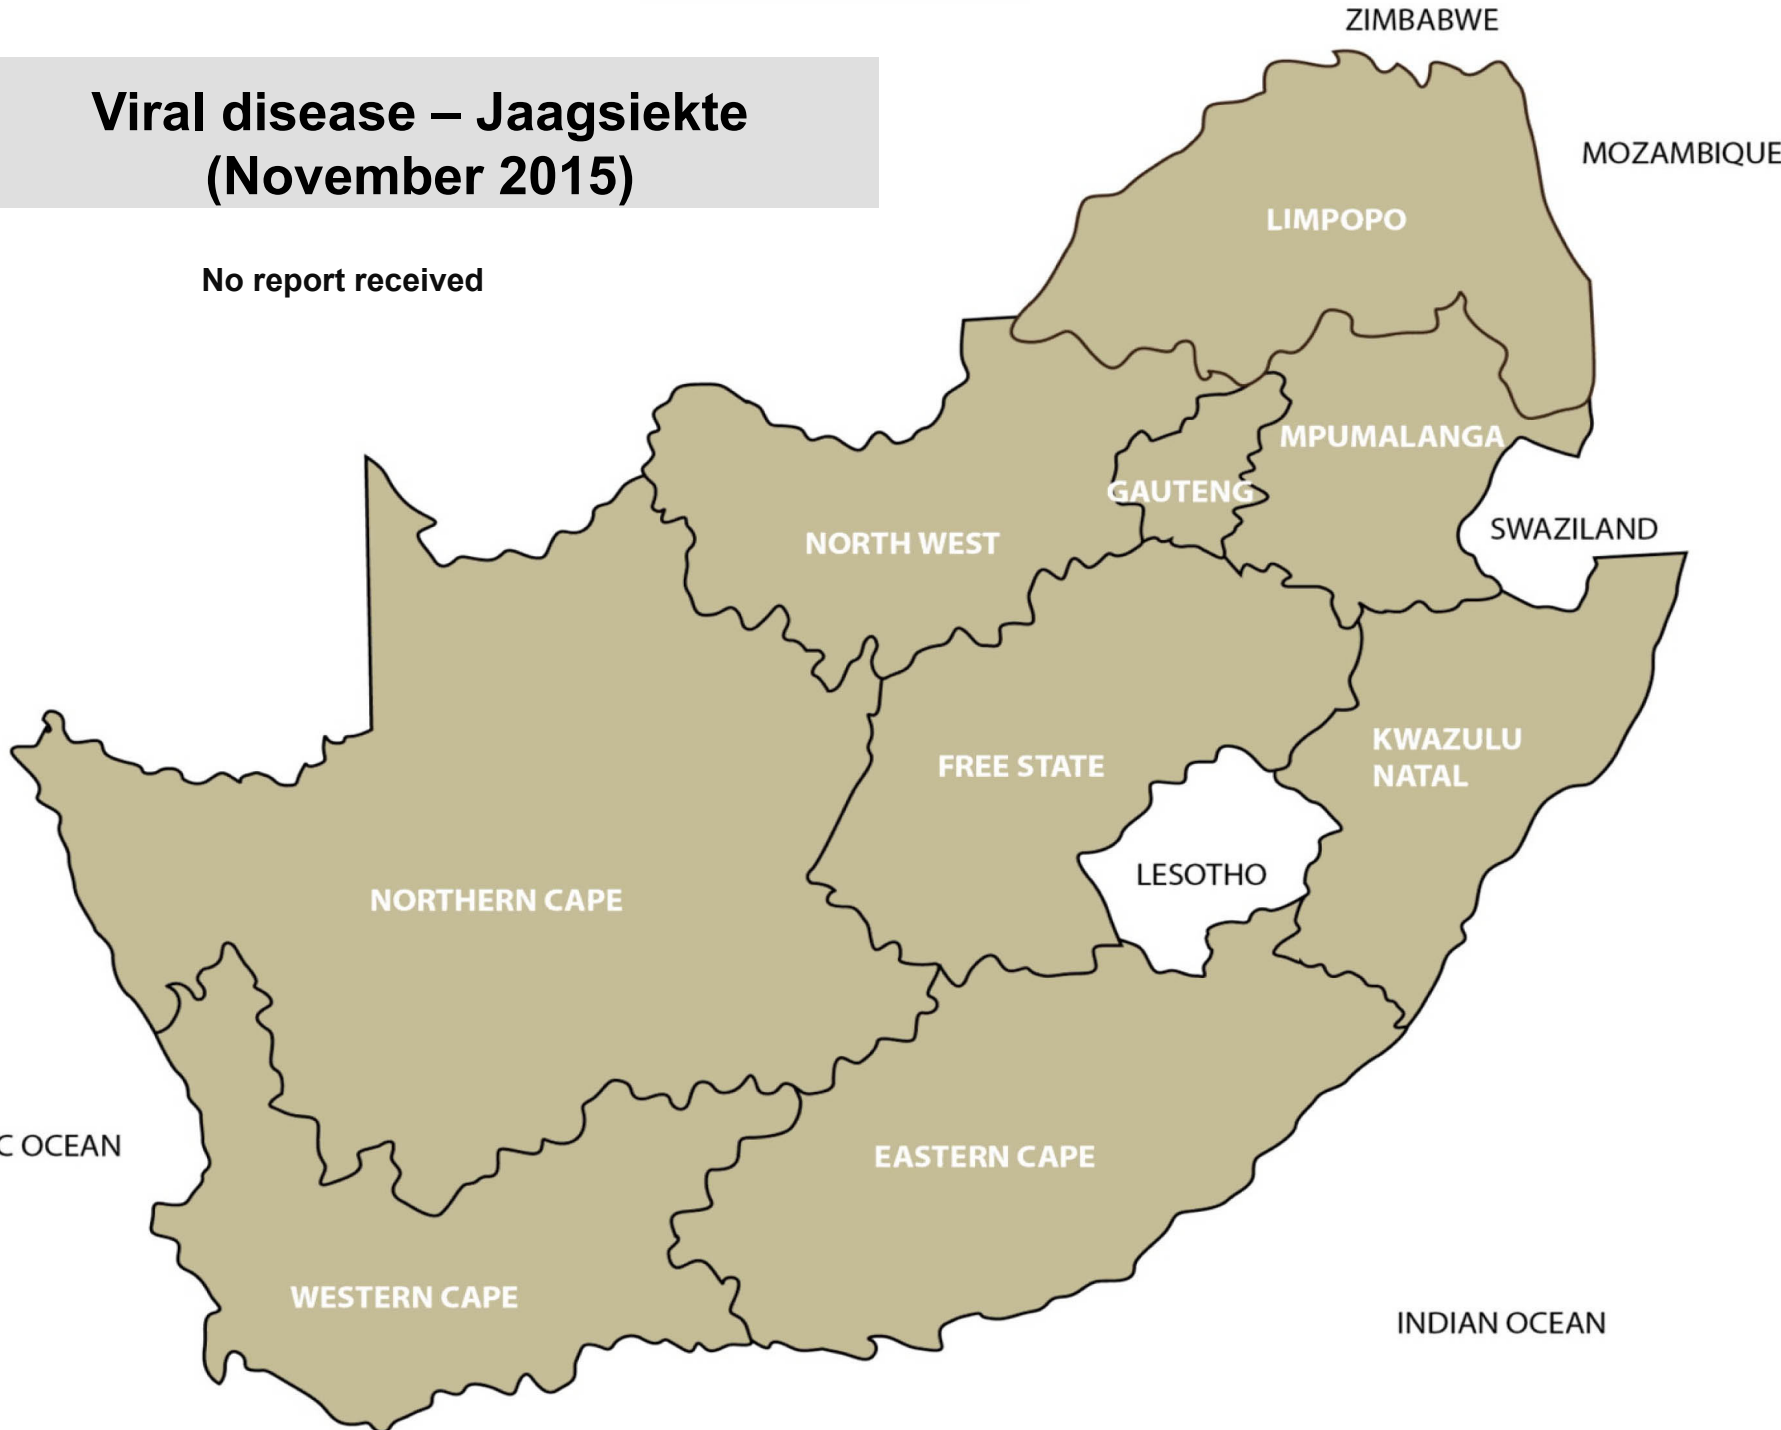 ZIMBABWE
Viral disease – Jaagsiekte
(November 2015)
MOZAMBIQUE
LIMPOPO
No report received
MPUMALANGA
GAUTENG
SWAZILAND
NORTH WEST
KWAZULU
NATAL
FREE STATE
LESOTHO
NORTHERN CAPE
C OCEAN
EASTERN CAPE
WESTERN CAPE
INDIAN OCEAN